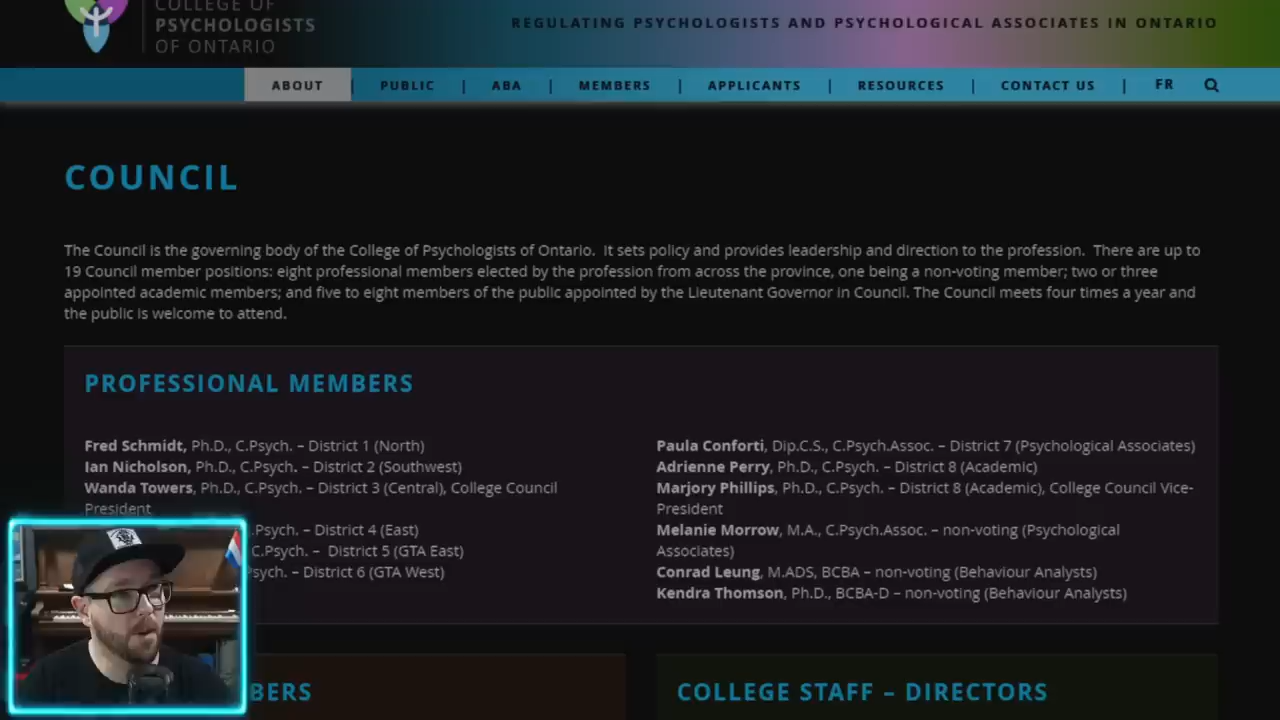 COLLEGE OF
PSYCHOLOGISTS
OF ONTARIO
REGULATING PSYCHOLOGISTS AND PSYCHOLOGICAL ASSOCIATES IN ONTARIO
ABOUT | PUBLIC | ABA | MEMBERS | APPLICANTS | RESOURCES | CONTACT US | FR
COUNCIL
The Council is the governing body of the College of Psychologists of Ontario. It sets policy and provides leadership and direction to the profession. There are up to
19 Council member positions: eight professional members elected by the profession from across the province, one being a non-voting member; two or three
appointed academic members; and five to eight members of the public appointed by the Lieutenant Governor in Council. The Council meets four times a year and
the public is welcome to attend.
PROFESSIONAL MEMBERS
Fred Schmidt, Ph.D., C.Psych. – District 1 (North)
Ian Nicholson, Ph.D., C.Psych. – District 2 (Southwest)
Wanda Towers, Ph.D., C.Psych. – District 3 (Central), College Council
President
.Psych. – District 4 (East)
C.Psych. – District 5 (GTA East)
sych. – District 6 (GTA West)
Paula Conforti, Dip.C.S., C.Psych.Assoc. – District 7 (Psychological Associates)
Adrienne Perry, Ph.D., C.Psych. – District 8 (Academic)
Marjory Phillips, Ph.D., C.Psych. – District 8 (Academic), College Council Vice-
President
Melanie Morrow, M.A., C.Psych.Assoc. – non-voting (Psychological
Associates)
Conrad Leung, M.ADS, BCBA – non-voting (Behaviour Analysts)
Kendra Thomson, Ph.D., BCBA-D – non-voting (Behaviour Analysts)
BERS
COLLEGE STAFF – DIRECTORS